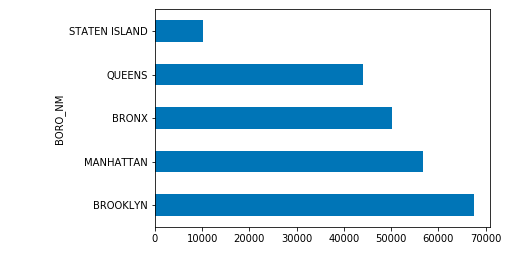 STATEN ISLAND
QUEENS
BRONX
MANHATTAN
BROOKLYN
BORO_NM
0 10000 20000 30000 40000 50000 60000 70000